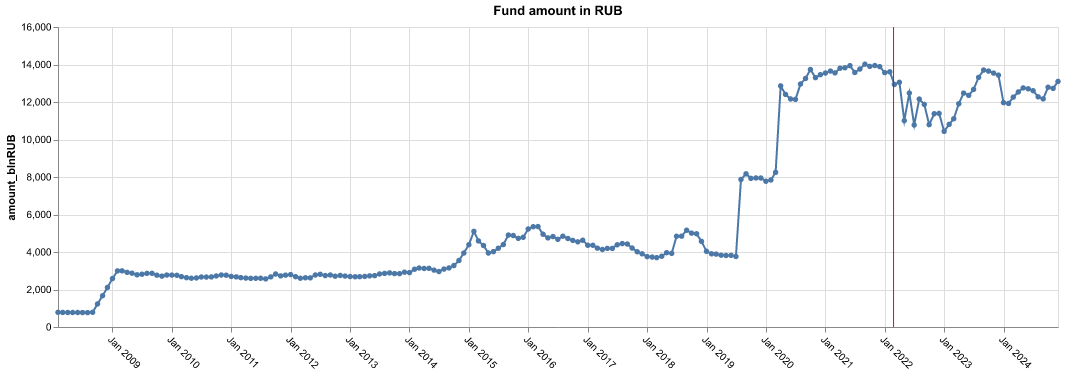 Fund amount in RUB
amount_blnRUB
16,000
14,000
12,000
10,000
8,000
6,000
4,000
2,000
0
Jan 2009
Jan 2010
Jan 2011
Jan 2012
Jan 2013
Jan 2014
Jan 2015
Jan 2016
Jan 2017
Jan 2018
Jan 2019
Jan 2020
Jan 2021
Jan 2022
Jan 2023
Jan 2024